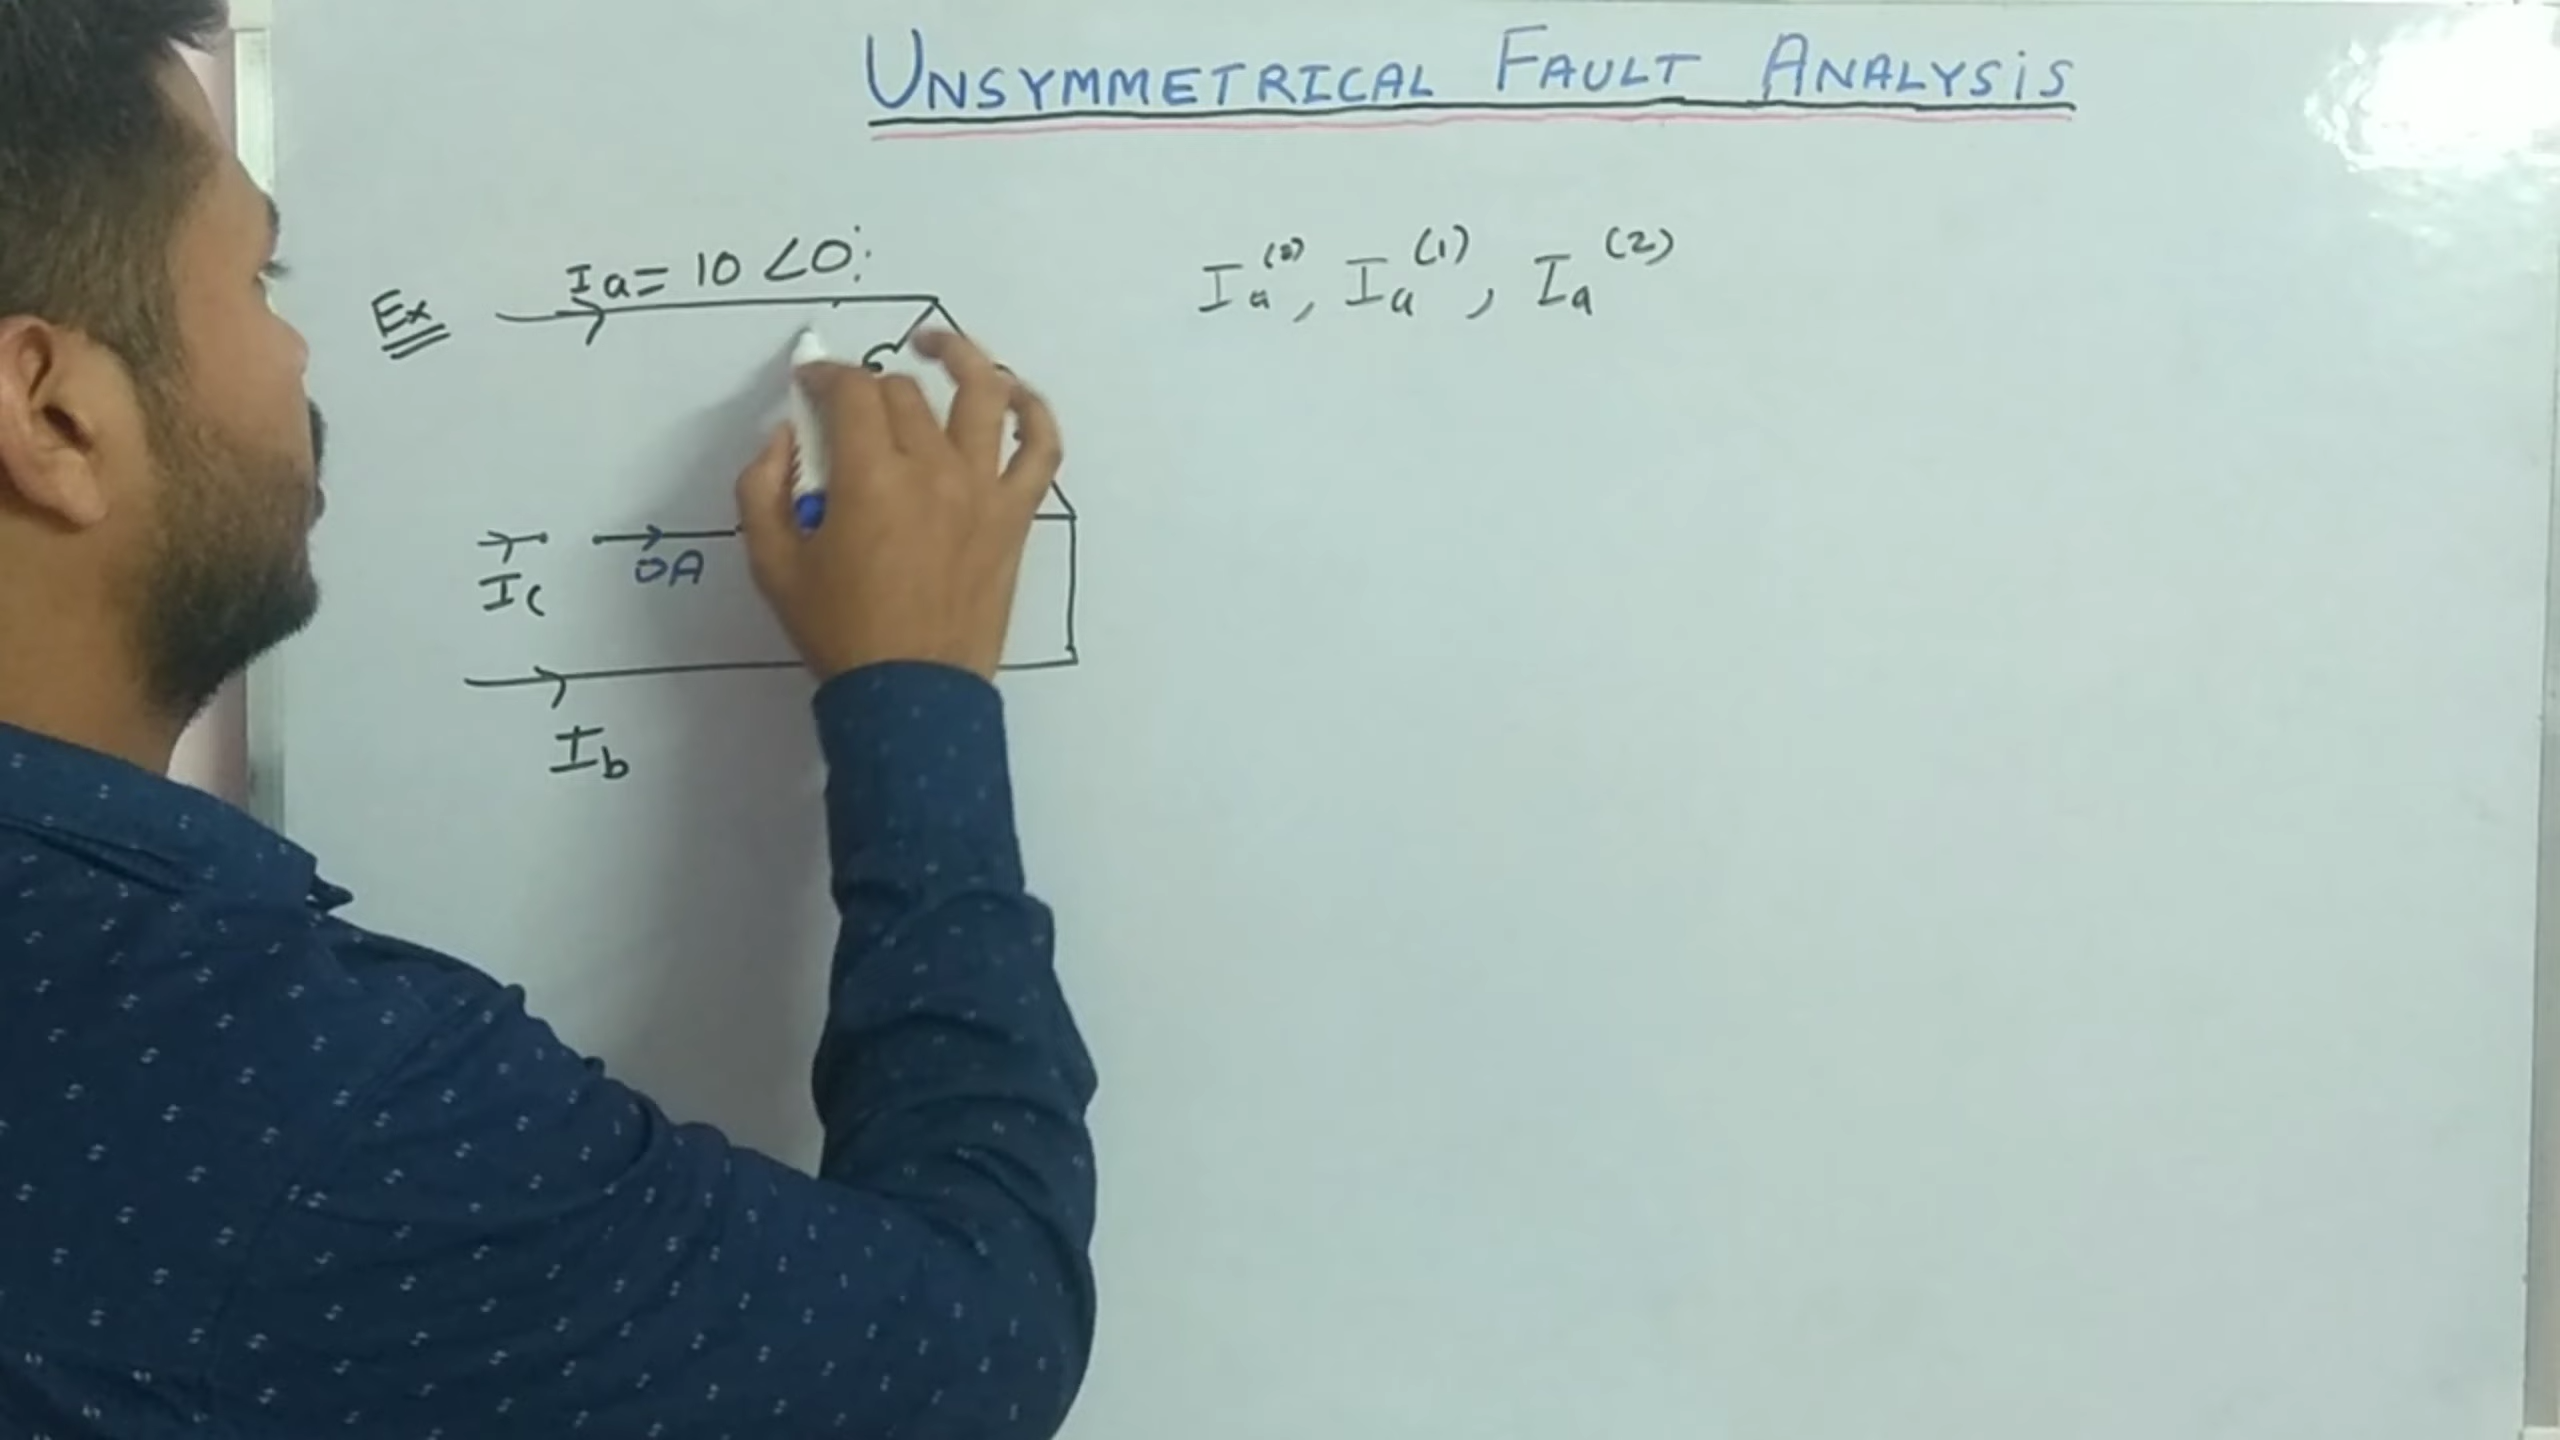 UNSYMMETRICAL FAULT ANALYSIS
Ex
Ia = 10 ∠0°
Ia(0), Ia(1), Ia(2)
0A
Ic
Ib